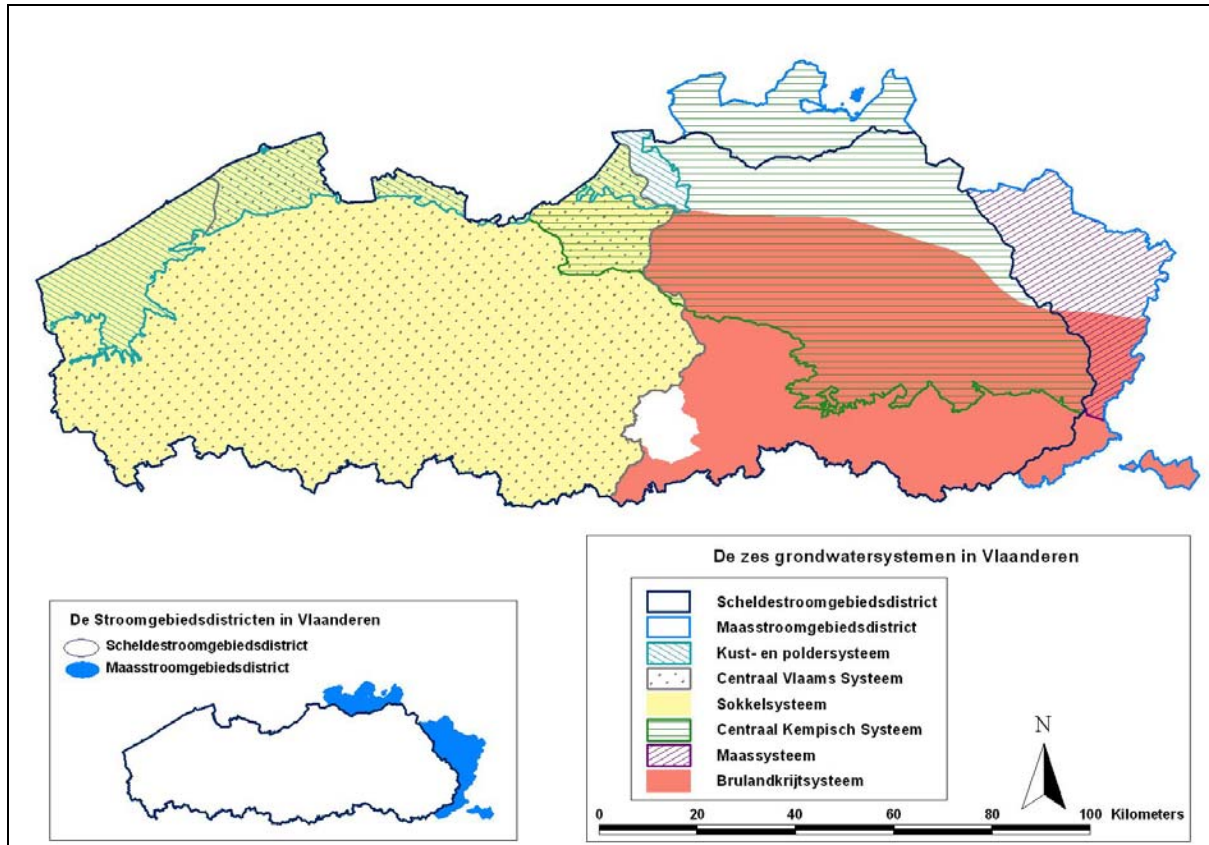 De zes grondwatersystemen in Vlaanderen
Scheldestroomgebiedsdistrict
Maasstroomgebiedsdistrict
Kust- en poldersysteem
Centraal Vlaams Systeem
Sokkelsysteem
Centraal Kempisch Systeem
Maassysteem
Brulandkrijtsysteem
N
0 20 40 60 80 100 Kilometers
De Stroomgebiedsdistricten in Vlaanderen
Scheldestroomgebiedsdistrict
Maasstroomgebiedsdistrict